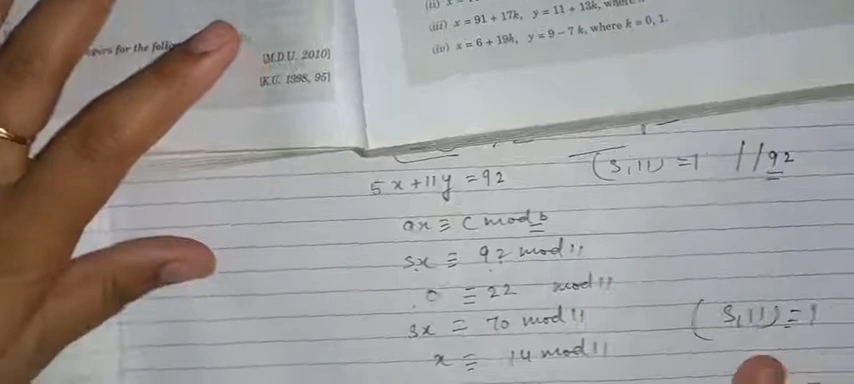 (ii) x =
(iii) x = 91 + 17k, y = 11 + 13k, where
(iv) x = 6 + 19k, y = 9 – 7 k, where k = 0, 1.
for the
[M.D.U. 2010]
[K.U. 1998, 95]
5x + 11y = 92
(5, 11) = 1 1/92
ax ≡ c mod b
5x ≡ 92 mod 11
0 ≡ 22 mod 11
5x ≡ 70 mod 11
(5, 11) = 1
x ≡ 14 mod 11